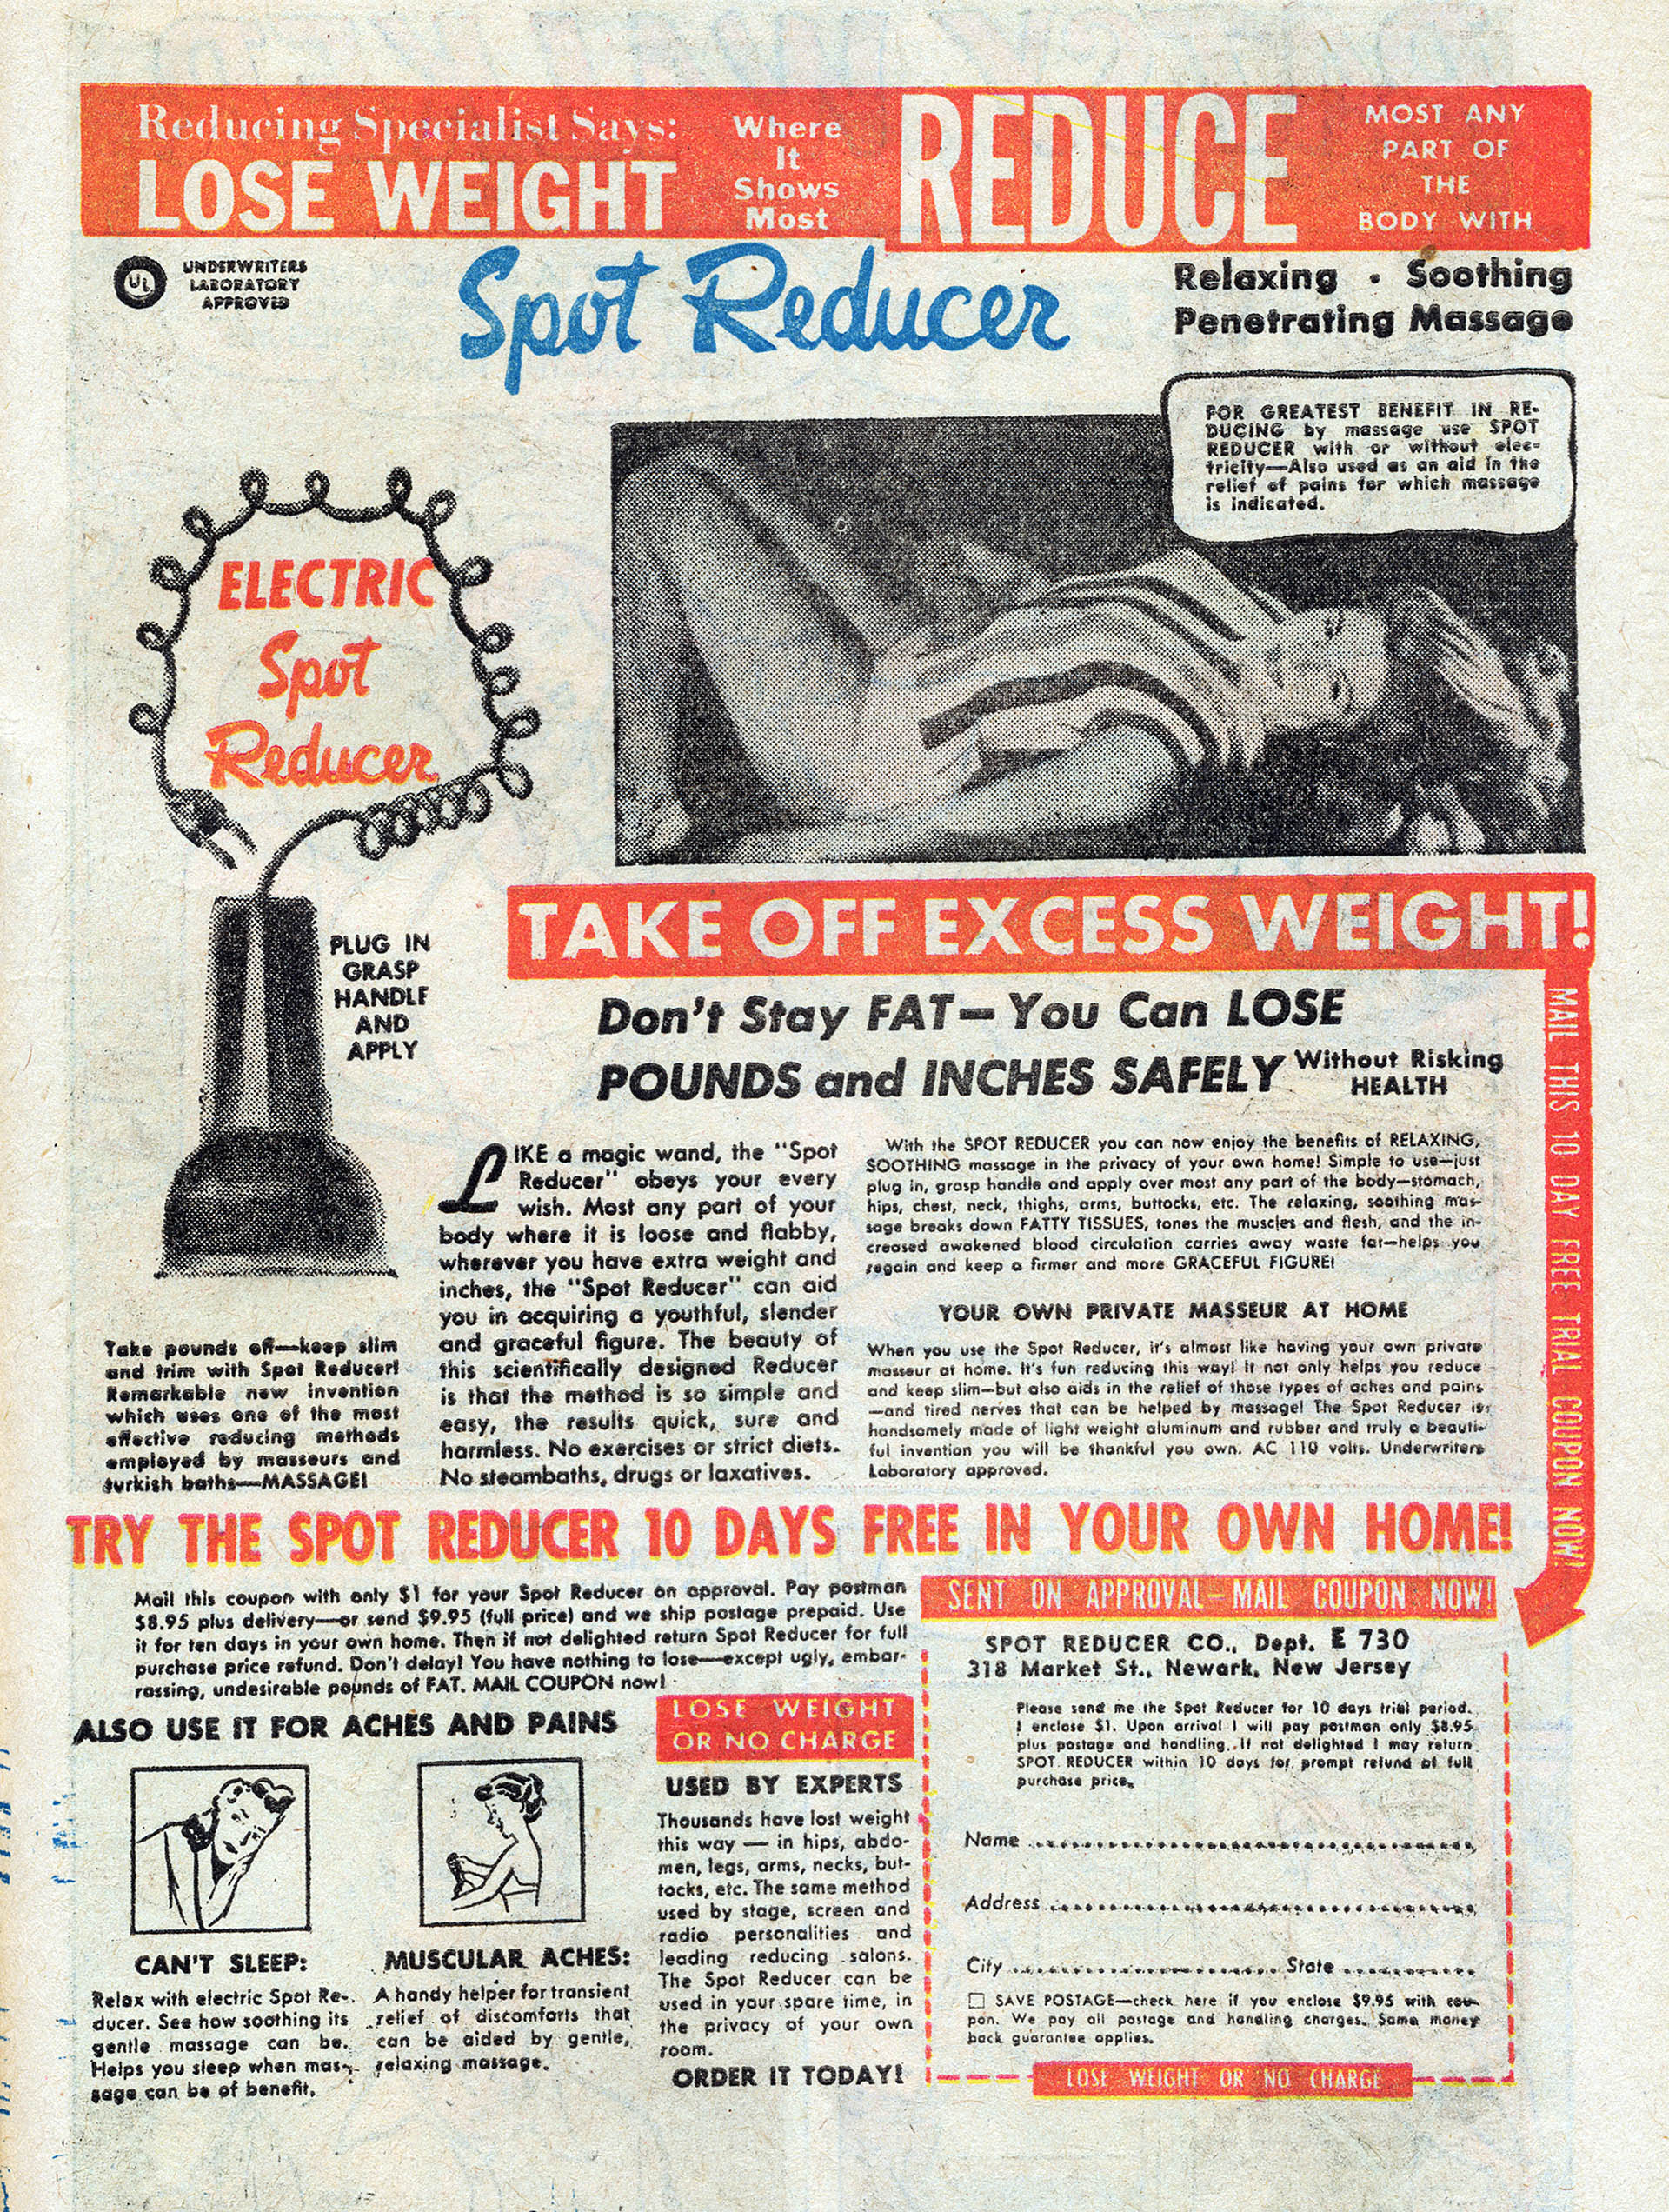 Reducing Specialist Says:
LOSE WEIGHT
Where
It
Shows
Most
REDUCE
MOST ANY
PART OF
THE
BODY WITH
UL
UNDERWRITERS
LABORATORY
APPROVED
Spot Reducer
Relaxing • Soothing
Penetrating Massage
FOR GREATEST BENEFIT IN RE-
DUCING by massage use SPOT
REDUCER with or without elec-
tricity—Also used as an aid in the
relief of pains for which massage
is indicated.
ELECTRIC
Spot
Reducer
PLUG IN
GRASP
HANDLE
AND
APPLY
TAKE OFF EXCESS WEIGHT!
Don't Stay FAT—You Can LOSE
POUNDS and INCHES SAFELY Without Risking
HEALTH
MAIL THIS 10 DAY FREE TRIAL COUPON NOW!
Take pounds off—keep slim
and trim with Spot Reducer!
Remarkable new invention
which uses one of the most
effective reducing methods
employed by masseurs and
turkish baths—MASSAGE!
LIKE a magic wand, the "Spot
Reducer" obeys your every
wish. Most any part of your
body where it is loose and flabby,
wherever you have extra weight and
inches, the "Spot Reducer" can aid
you in acquiring a youthful, slender
and graceful figure. The beauty of
this scientifically designed Reducer
is that the method is so simple and
easy, the results quick, sure and
harmless. No exercises or strict diets.
No steambaths, drugs or laxatives.
With the SPOT REDUCER you can now enjoy the benefits of RELAXING,
SOOTHING massage in the privacy of your own home! Simple to use—just
plug in, grasp handle and apply over most any part of the body—stomach,
hips, chest, neck, thighs, arms, buttocks, etc. The relaxing, soothing mas-
sage breaks down FATTY TISSUES, tones the muscles and flesh, and the in-
creased awakened blood circulation carries away waste fat—helps you
regain and keep a firmer and more GRACEFUL FIGURE!
YOUR OWN PRIVATE MASSEUR AT HOME
When you use the Spot Reducer, it's almost like having your own private
masseur at home. It's fun reducing this way! It not only helps you reduce
and keep slim—but also aids in the relief of those types of aches and pains
—and tired nerves that can be helped by massage! The Spot Reducer is
handsomely made of light weight aluminum and rubber and truly a beauti-
ful invention you will be thankful you own. AC 110 volts. Underwriters
Laboratory approved.
TRY THE SPOT REDUCER 10 DAYS FREE IN YOUR OWN HOME!
Mail this coupon with only $1 for your Spot Reducer on approval. Pay postman
$8.95 plus delivery—or send $9.95 (full price) and we ship postage prepaid. Use
it for ten days in your own home. Then if not delighted return Spot Reducer for full
purchase price refund. Don't delay! You have nothing to lose—except ugly, embar-
rassing, undesirable pounds of FAT. MAIL COUPON now!
ALSO USE IT FOR ACHES AND PAINS
CAN'T SLEEP:
Relax with electric Spot Re-
ducer. See how soothing its
gentle massage can be.
Helps you sleep when mas-
sage can be of benefit.
MUSCULAR ACHES:
A handy helper for transient
relief of discomforts that
can be aided by gentle,
relaxing massage.
LOSE WEIGHT
OR NO CHARGE
USED BY EXPERTS
Thousands have lost weight
this way — in hips, abdo-
men, legs, arms, necks, but-
tocks, etc. The same method
used by stage, screen and
radio personalities and
leading reducing salons.
The Spot Reducer can be
used in your spare time, in
the privacy of your own
room.
ORDER IT TODAY!
SENT ON APPROVAL—MAIL COUPON NOW!
SPOT REDUCER CO., Dept. E 730
318 Market St., Newark, New Jersey
Please send me the Spot Reducer for 10 days trial period.
I enclose $1. Upon arrival I will pay postman only $8.95
plus postage and handling. If not delighted I may return
SPOT REDUCER within 10 days for prompt refund of full
purchase price.
Name
Address
City State
☐ SAVE POSTAGE—check here if you enclose $9.95 with cou-
pon. We pay all postage and handling charges. Same money
back guarantee applies.
LOSE WEIGHT OR NO CHARGE